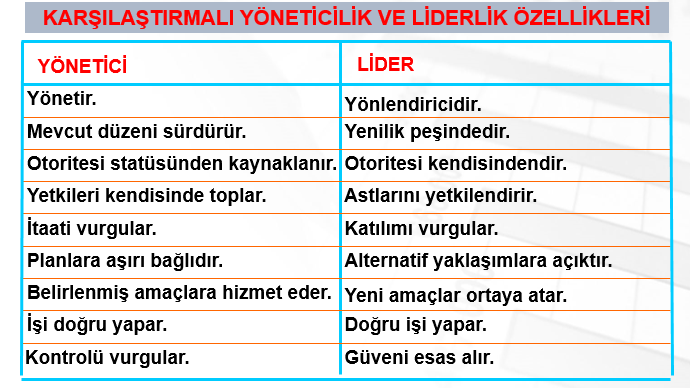 KARŞILAŞTIRMALI YÖNETİCİLİK VE LİDERLİK ÖZELLİKLERİ
YÖNETİCİ LİDER
Yönetir. Yönlendiricidir.
Mevcut düzeni sürdürür. Yenilik peşindedir.
Otoritesi statüsünden kaynaklanır. Otoritesi kendisindendir.
Yetkileri kendisinde toplar. Astlarını yetkilendirir.
İtaati vurgular. Katılımı vurgular.
Planlara aşırı bağlıdır. Alternatif yaklaşımlara açıktır.
Belirlenmiş amaçlara hizmet eder. Yeni amaçlar ortaya atar.
İşi doğru yapar. Doğru işi yapar.
Kontrolü vurgular. Güveni esas alır.